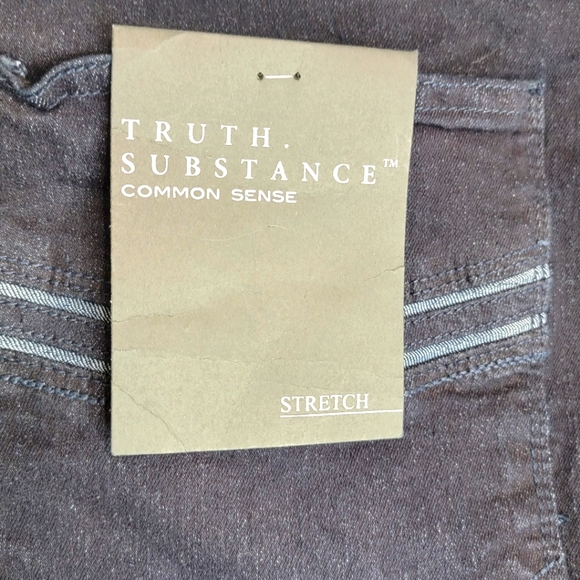 TRUTH.
SUBSTANCE™
COMMON SENSE
STRETCH